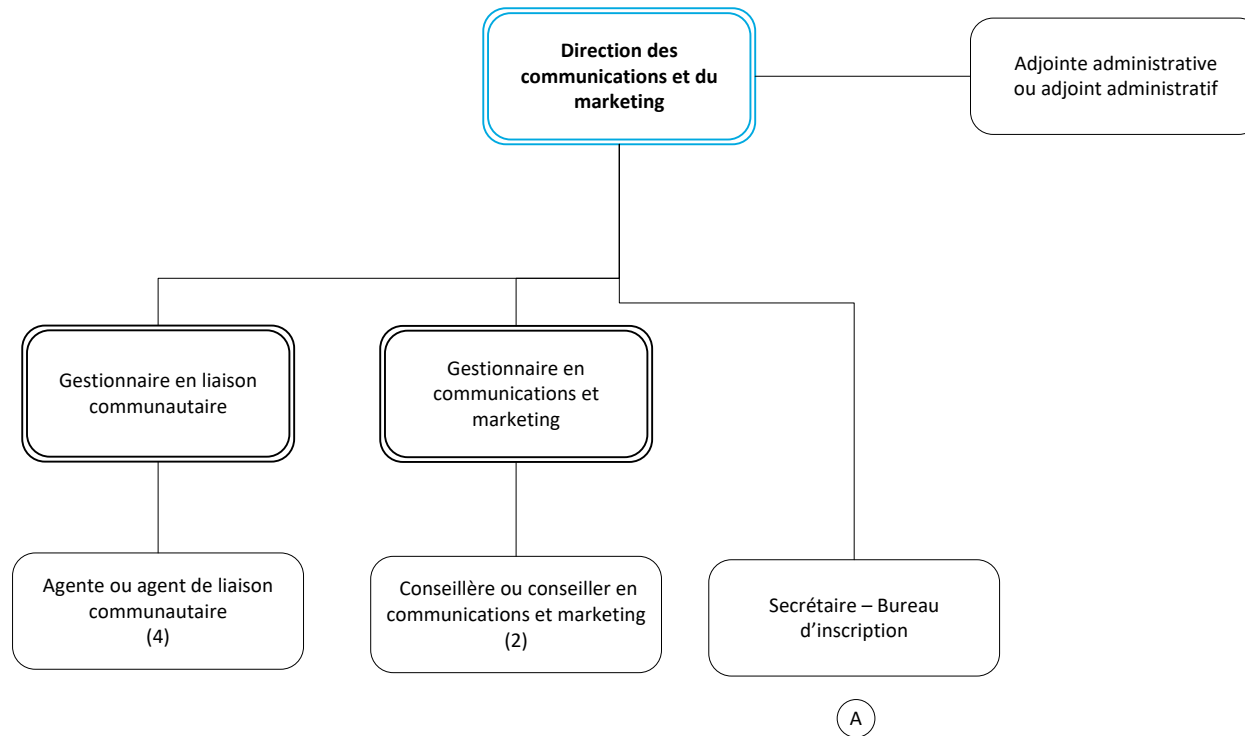 Direction des
communications et du
marketing
Adjointe administrative
ou adjoint administratif
Gestionnaire en liaison
communautaire
Gestionnaire en
communications et
marketing
Agente ou agent de liaison
communautaire
(4)
Conseillère ou conseiller en
communications et marketing
(2)
Secrétaire – Bureau
d’inscription
A